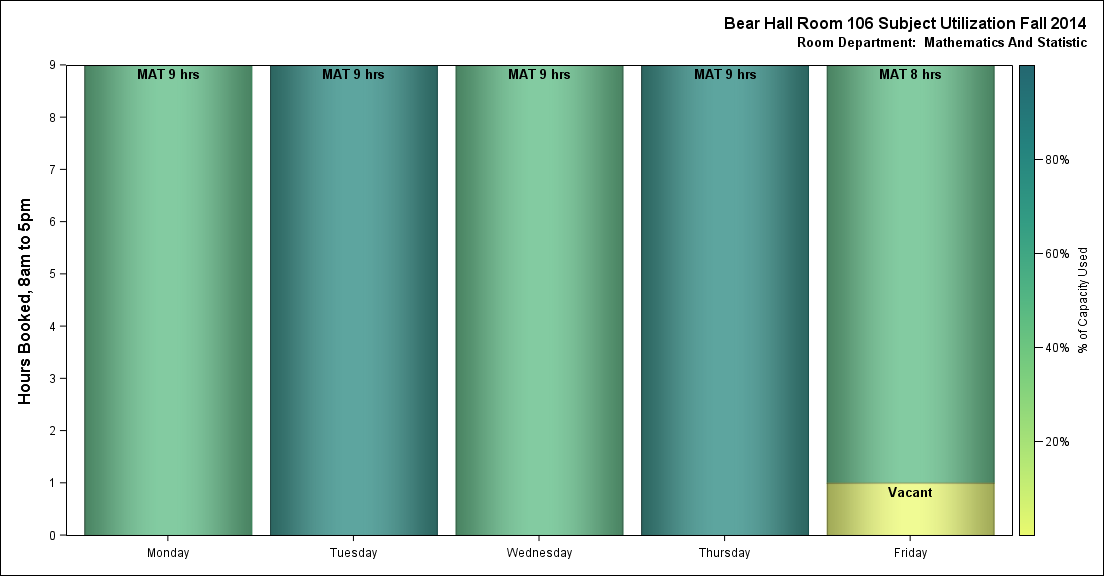 Bear Hall Room 106 Subject Utilization Fall 2014
Room Department:  Mathematics And Statistic
Hours Booked, 8am to 5pm
9
8
7
6
5
4
3
2
1
0
MAT 9 hrs
MAT 9 hrs
MAT 9 hrs
MAT 9 hrs
MAT 8 hrs
Vacant
Monday
Tuesday
Wednesday
Thursday
Friday
80%
60%
40%
20%
% of Capacity Used